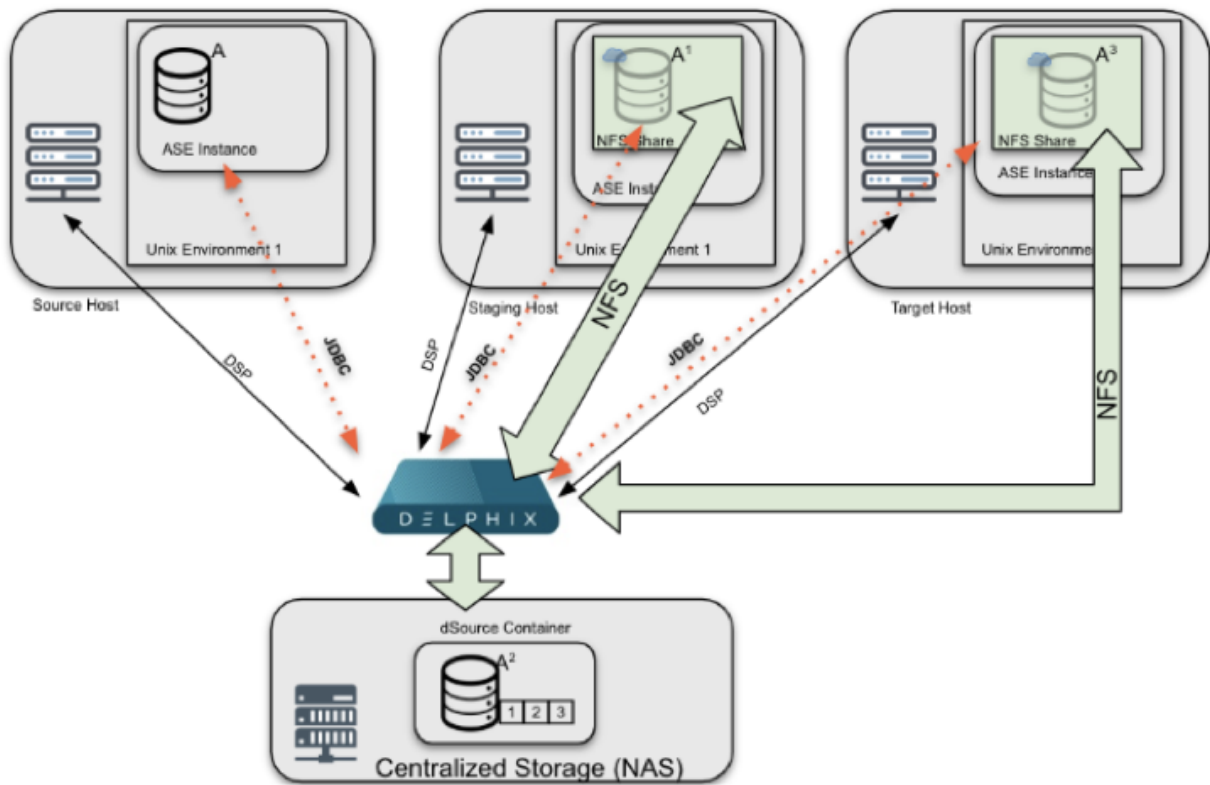 A
ASE Instance
Unix Environment 1
Source Host
A¹
NFS Share
ASE Insta
Unix Environment 1
Staging Host
A³
NFS Share
ASE Instance
Unix Environme
Target Host
DSP
JDBC
DSP
JDBC
NFS
JDBC
DSP
NFS
DELPHIX
dSource Container
A²
1 2 3
Centralized Storage (NAS)